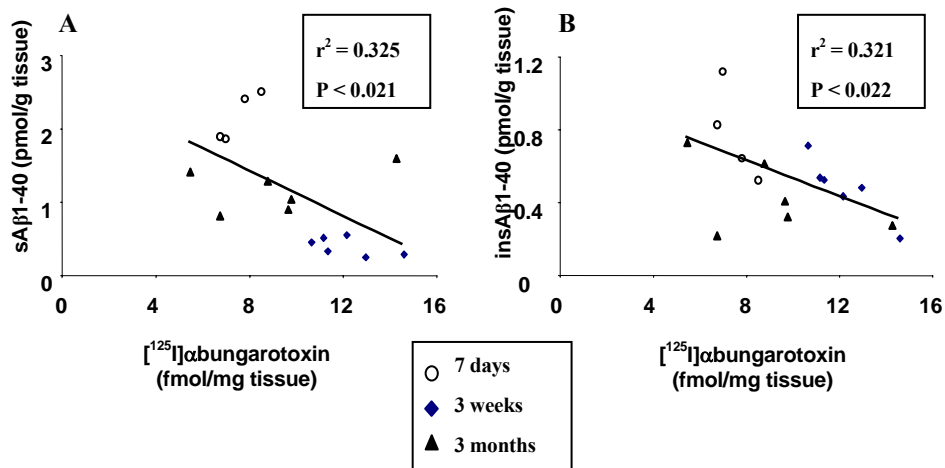 A
r² = 0.325
P < 0.021
sAβ1-40 (pmol/g tissue)
3
2
1
0
0 4 8 12 16
[¹²⁵I]αbungarotoxin
(fmol/mg tissue)
B
r² = 0.321
P < 0.022
insAβ1-40 (pmol/g tissue)
1.2
0.8
0.4
0
0 4 8 12 16
[¹²⁵I]αbungarotoxin
(fmol/mg tissue)
7 days
3 weeks
3 months